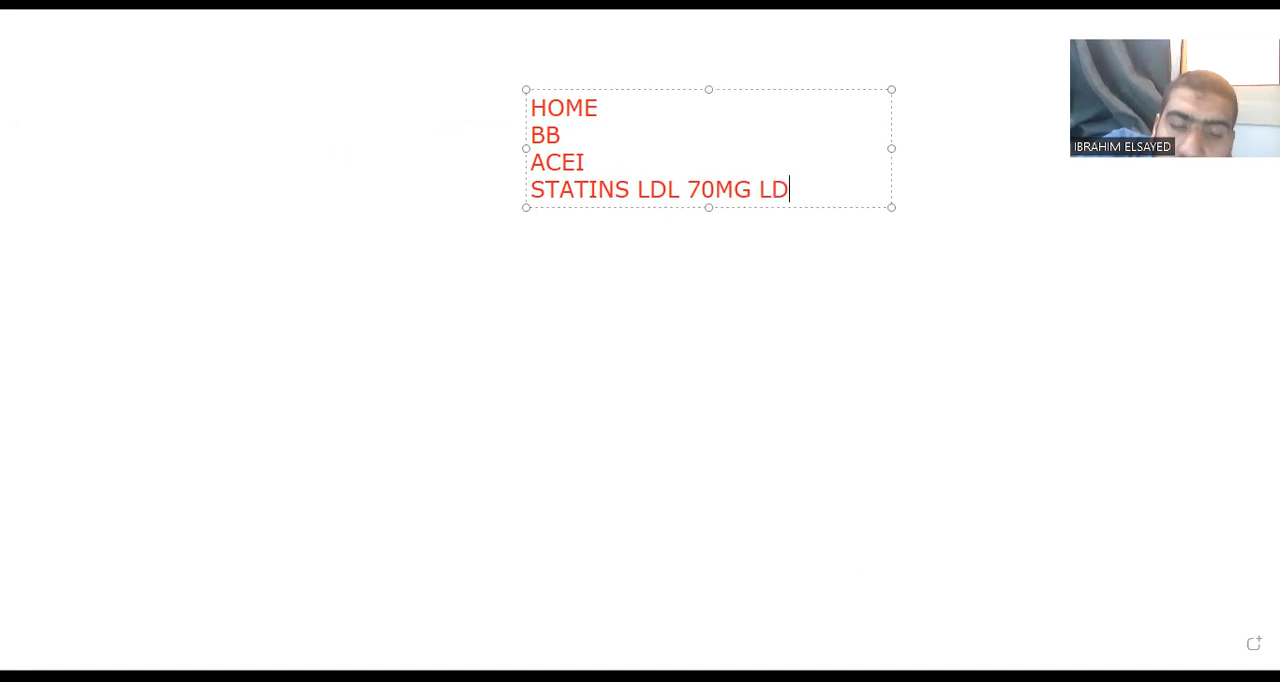 HOME
BB
ACEI
STATINS LDL 70MG LD
IBRAHIM ELSAYED